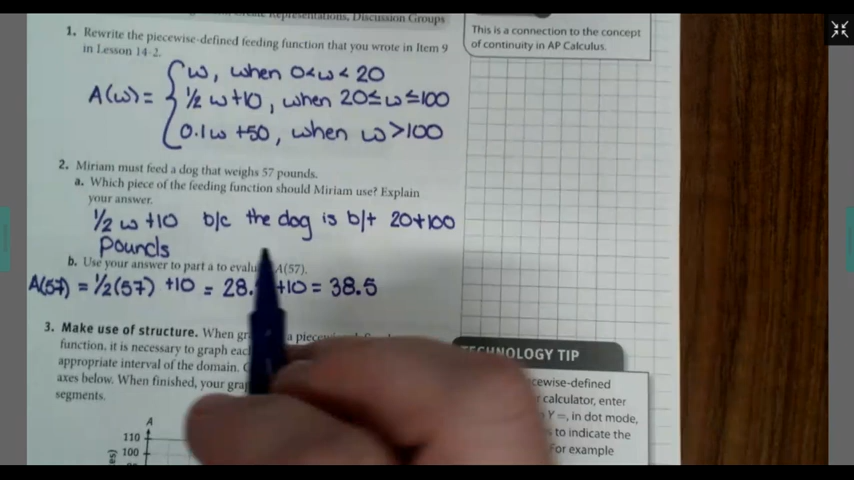 Representations, Discussion Groups
1. Rewrite the piecewise-defined feeding function that you wrote in Item 9
in Lesson 14-2.
A(w) = { w, when 0<w<20
1/2 w+10, when 20≤w≤100
0.1w+50, when w>100
2. Miriam must feed a dog that weighs 57 pounds.
a. Which piece of the feeding function should Miriam use? Explain
your answer.
1/2 w+10 b/c the dog is b/t 20+100
Pounds
b. Use your answer to part a to evalu A(57).
A(57) = 1/2(57) +10 = 28. +10 = 38.5
3. Make use of structure. When gr a piecewise-
function, it is necessary to graph eac
appropriate interval of the domain.
axes below. When finished, your grap
segments.
A
110
100
This is a connection to the concept
of continuity in AP Calculus.
TECHNOLOGY TIP
ecewise-defined
calculator, enter
Y =, in dot mode,
to indicate the
For example